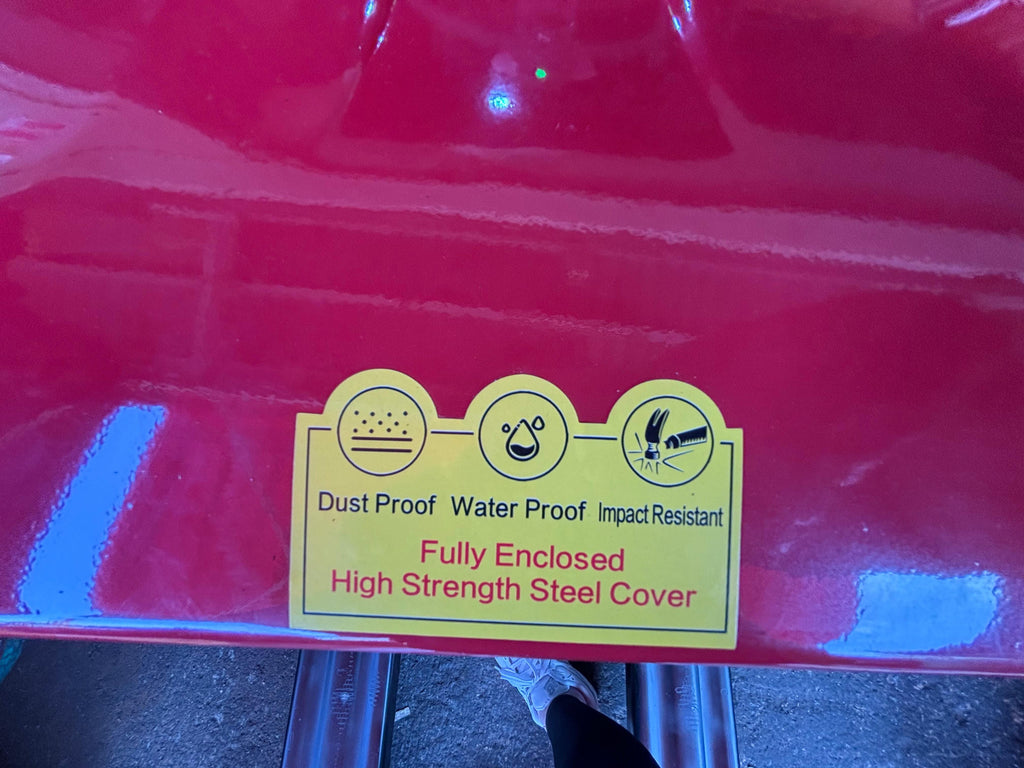 Dust Proof Water Proof Impact Resistant
Fully Enclosed
High Strength Steel Cover